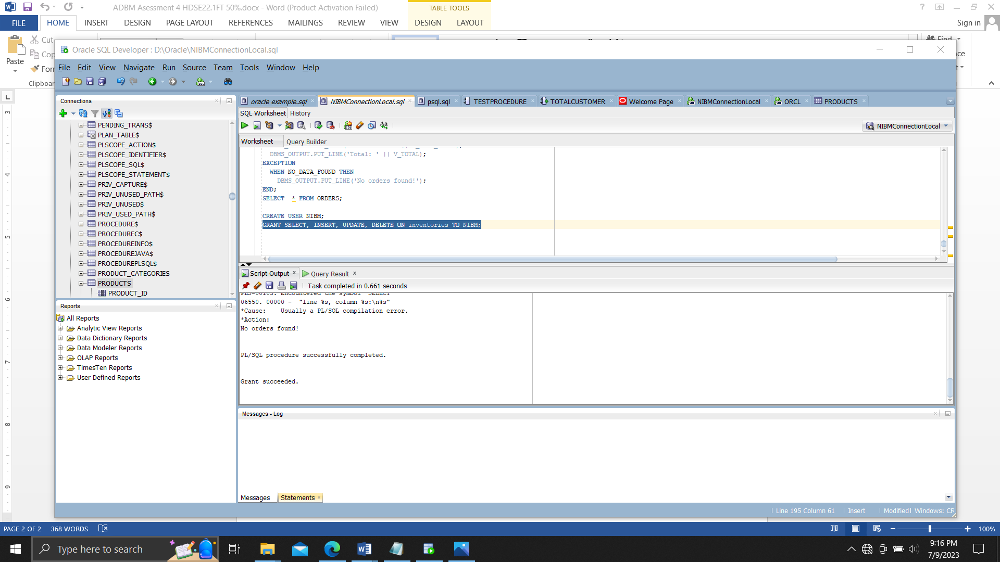 ADBM Asessment 4 HDSE22.1FT 50%.docx - Word (Product Activation Failed)
TABLE TOOLS
FILE
HOME
INSERT
DESIGN
PAGE LAYOUT
REFERENCES
MAILINGS
REVIEW
VIEW
DESIGN
LAYOUT
Sign in
Paste
Cut
Clipboar
Find
Oracle SQL Developer : D:\Oracle\NIBMConnectionLocal.sql
File Edit View Navigate Run Source Team Tools Window Help
Connections
PENDING_TRANS$
PLAN_TABLE$
PLSCOPE_ACTION$
PLSCOPE_IDENTIFIER$
PLSCOPE_SQL$
PLSCOPE_STATEMENT$
PRIV_CAPTURE$
PRIV_UNUSED_PATH$
PRIV_UNUSED$
PRIV_USED_PATH$
PROCEDURE$
PROCEDUREC$
PROCEDUREINFO$
PROCEDUREJAVA$
PROCEDUREPLSQL$
PRODUCT_CATEGORIES
PRODUCTS
PRODUCT_ID
Reports
All Reports
Analytic View Reports
Data Dictionary Reports
Data Modeler Reports
OLAP Reports
TimesTen Reports
User Defined Reports
oracle example.sql
NIBMConnectionLocal.sql
psql.sql
TESTPROCEDURE
TOTALCUSTOMER
Welcome Page
NIBMConnectionLocal
ORCL
PRODUCTS
SQL Worksheet History
NIBMConnectionLocal
Worksheet Query Builder
DBMS_OUTPUT.PUT_LINE('Total: ' || V_TOTAL);
EXCEPTION
WHEN NO_DATA_FOUND THEN
DBMS_OUTPUT.PUT_LINE('No orders found!');
END;
SELECT * FROM ORDERS;
CREATE USER NIBM;
GRANT SELECT, INSERT, UPDATE, DELETE ON inventories TO NIBM;
Script Output
Query Result
Task completed in 0.661 seconds
PLS-00103: Encountered the symbol "SELECT"
06550. 00000 - "line %s, column %s:\n%s"
*Cause: Usually a PL/SQL compilation error.
*Action:
No orders found!
PL/SQL procedure successfully completed.
Grant succeeded.
Messages - Log
Messages
Statements
Line 195 Column 61
Insert
Modified
Windows: CR
PAGE 2 OF 2
368 WORDS
100%
Type here to search
9:16 PM
7/9/2023